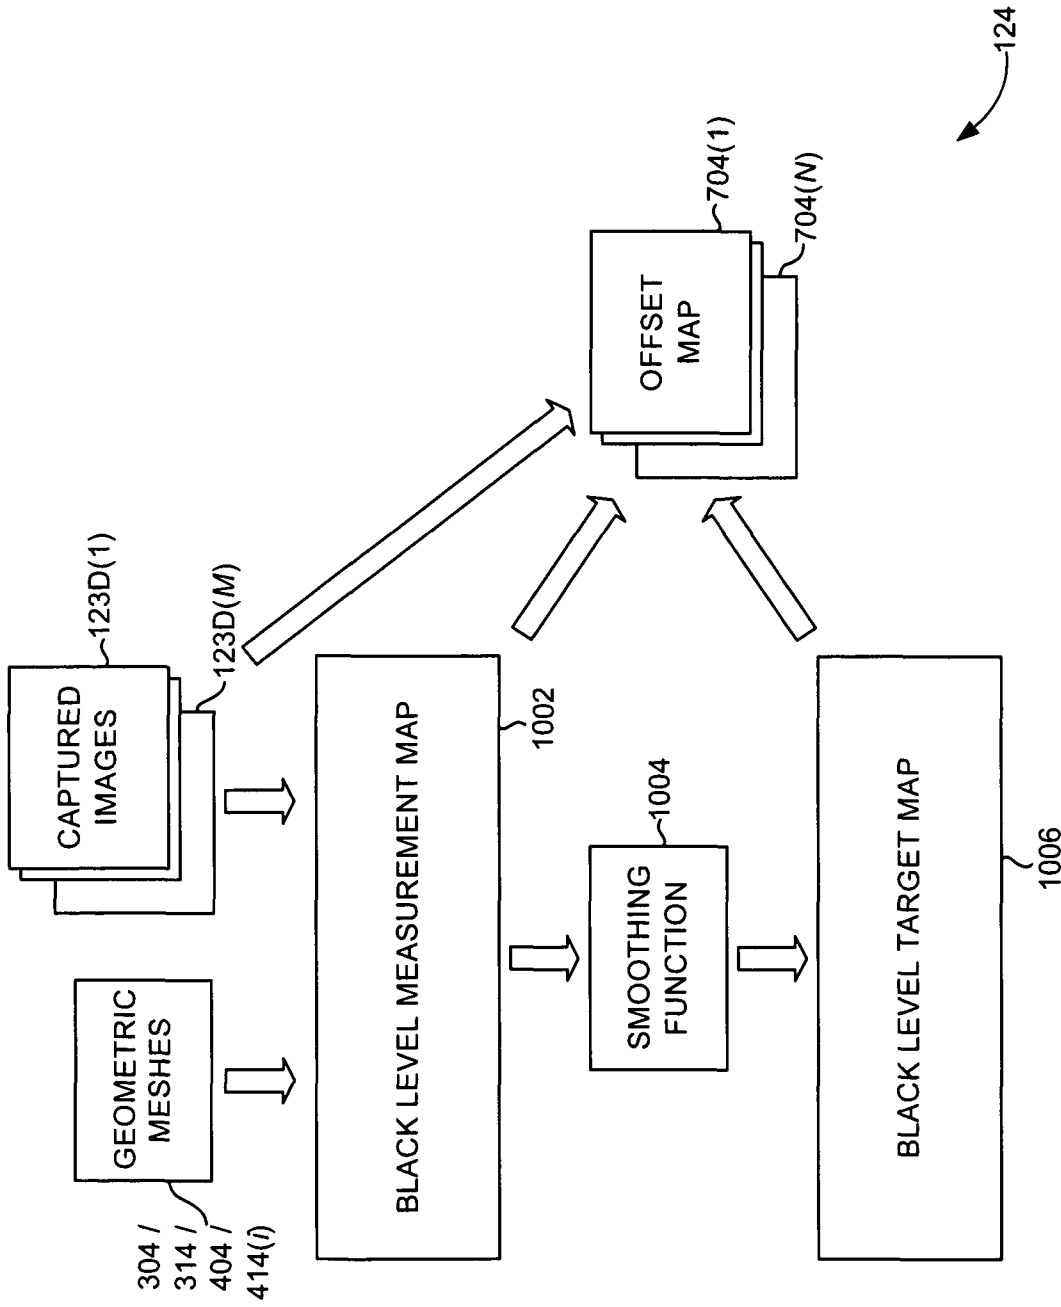 304 /
314 /
404 /
414(i)
GEOMETRIC
MESHES
CAPTURED
IMAGES
123D(1)
123D(M)
BLACK LEVEL MEASUREMENT MAP
1002
SMOOTHING
FUNCTION
1004
BLACK LEVEL TARGET MAP
1006
OFFSET
MAP
704(1)
704(N)
124